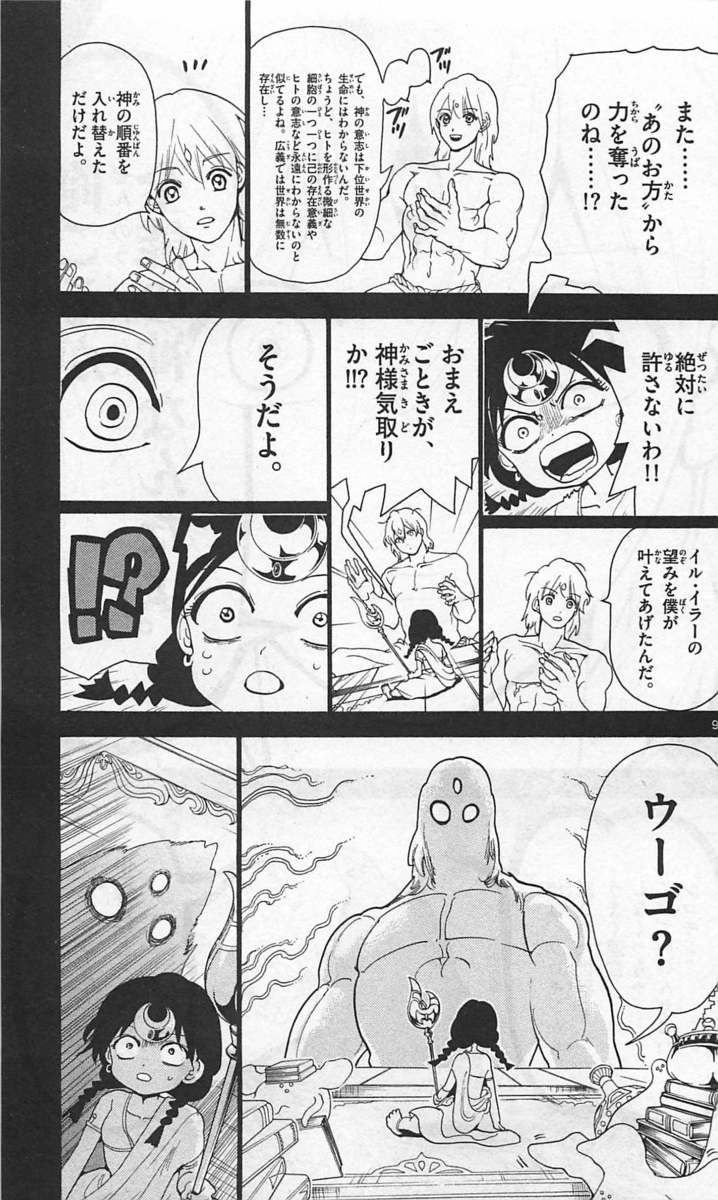 また……
〝あのお方〟から
力を奪った
のね……!?
でも、神の意志は下位世界の
生命にはわからないんだ。
ちょうど、ヒトを形作る微細な
細胞の一つ一つに己の存在意義や
ヒトの意志など永遠にわからないのと
似てるよね。広義では世界は無数に
存在し…
神の順番を
入れ替えた
だけだよ。
絶対に
許さないわ!!
イル・イラーの
望みを僕が
叶えてあげたんだ。
おまえ
ごときが、
神様気取り
か!!?
そうだよ。
!?
ウーゴ?
9